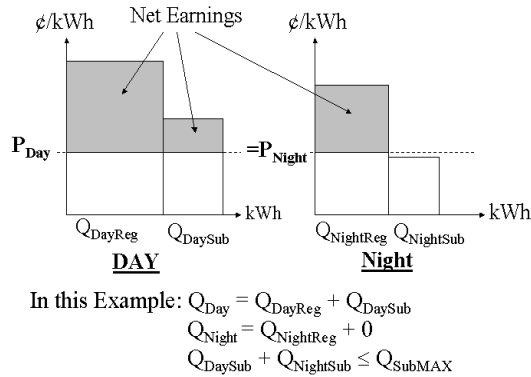 ¢/kWh Net Earnings ¢/kWh
P_Day =P_Night
kWh kWh
Q_DayReg Q_DaySub Q_NightReg Q_NightSub
DAY Night
In this Example: Q_Day = Q_DayReg + Q_DaySub
Q_Night = Q_NightReg + 0
Q_DaySub + Q_NightSub ≤ Q_SubMAX